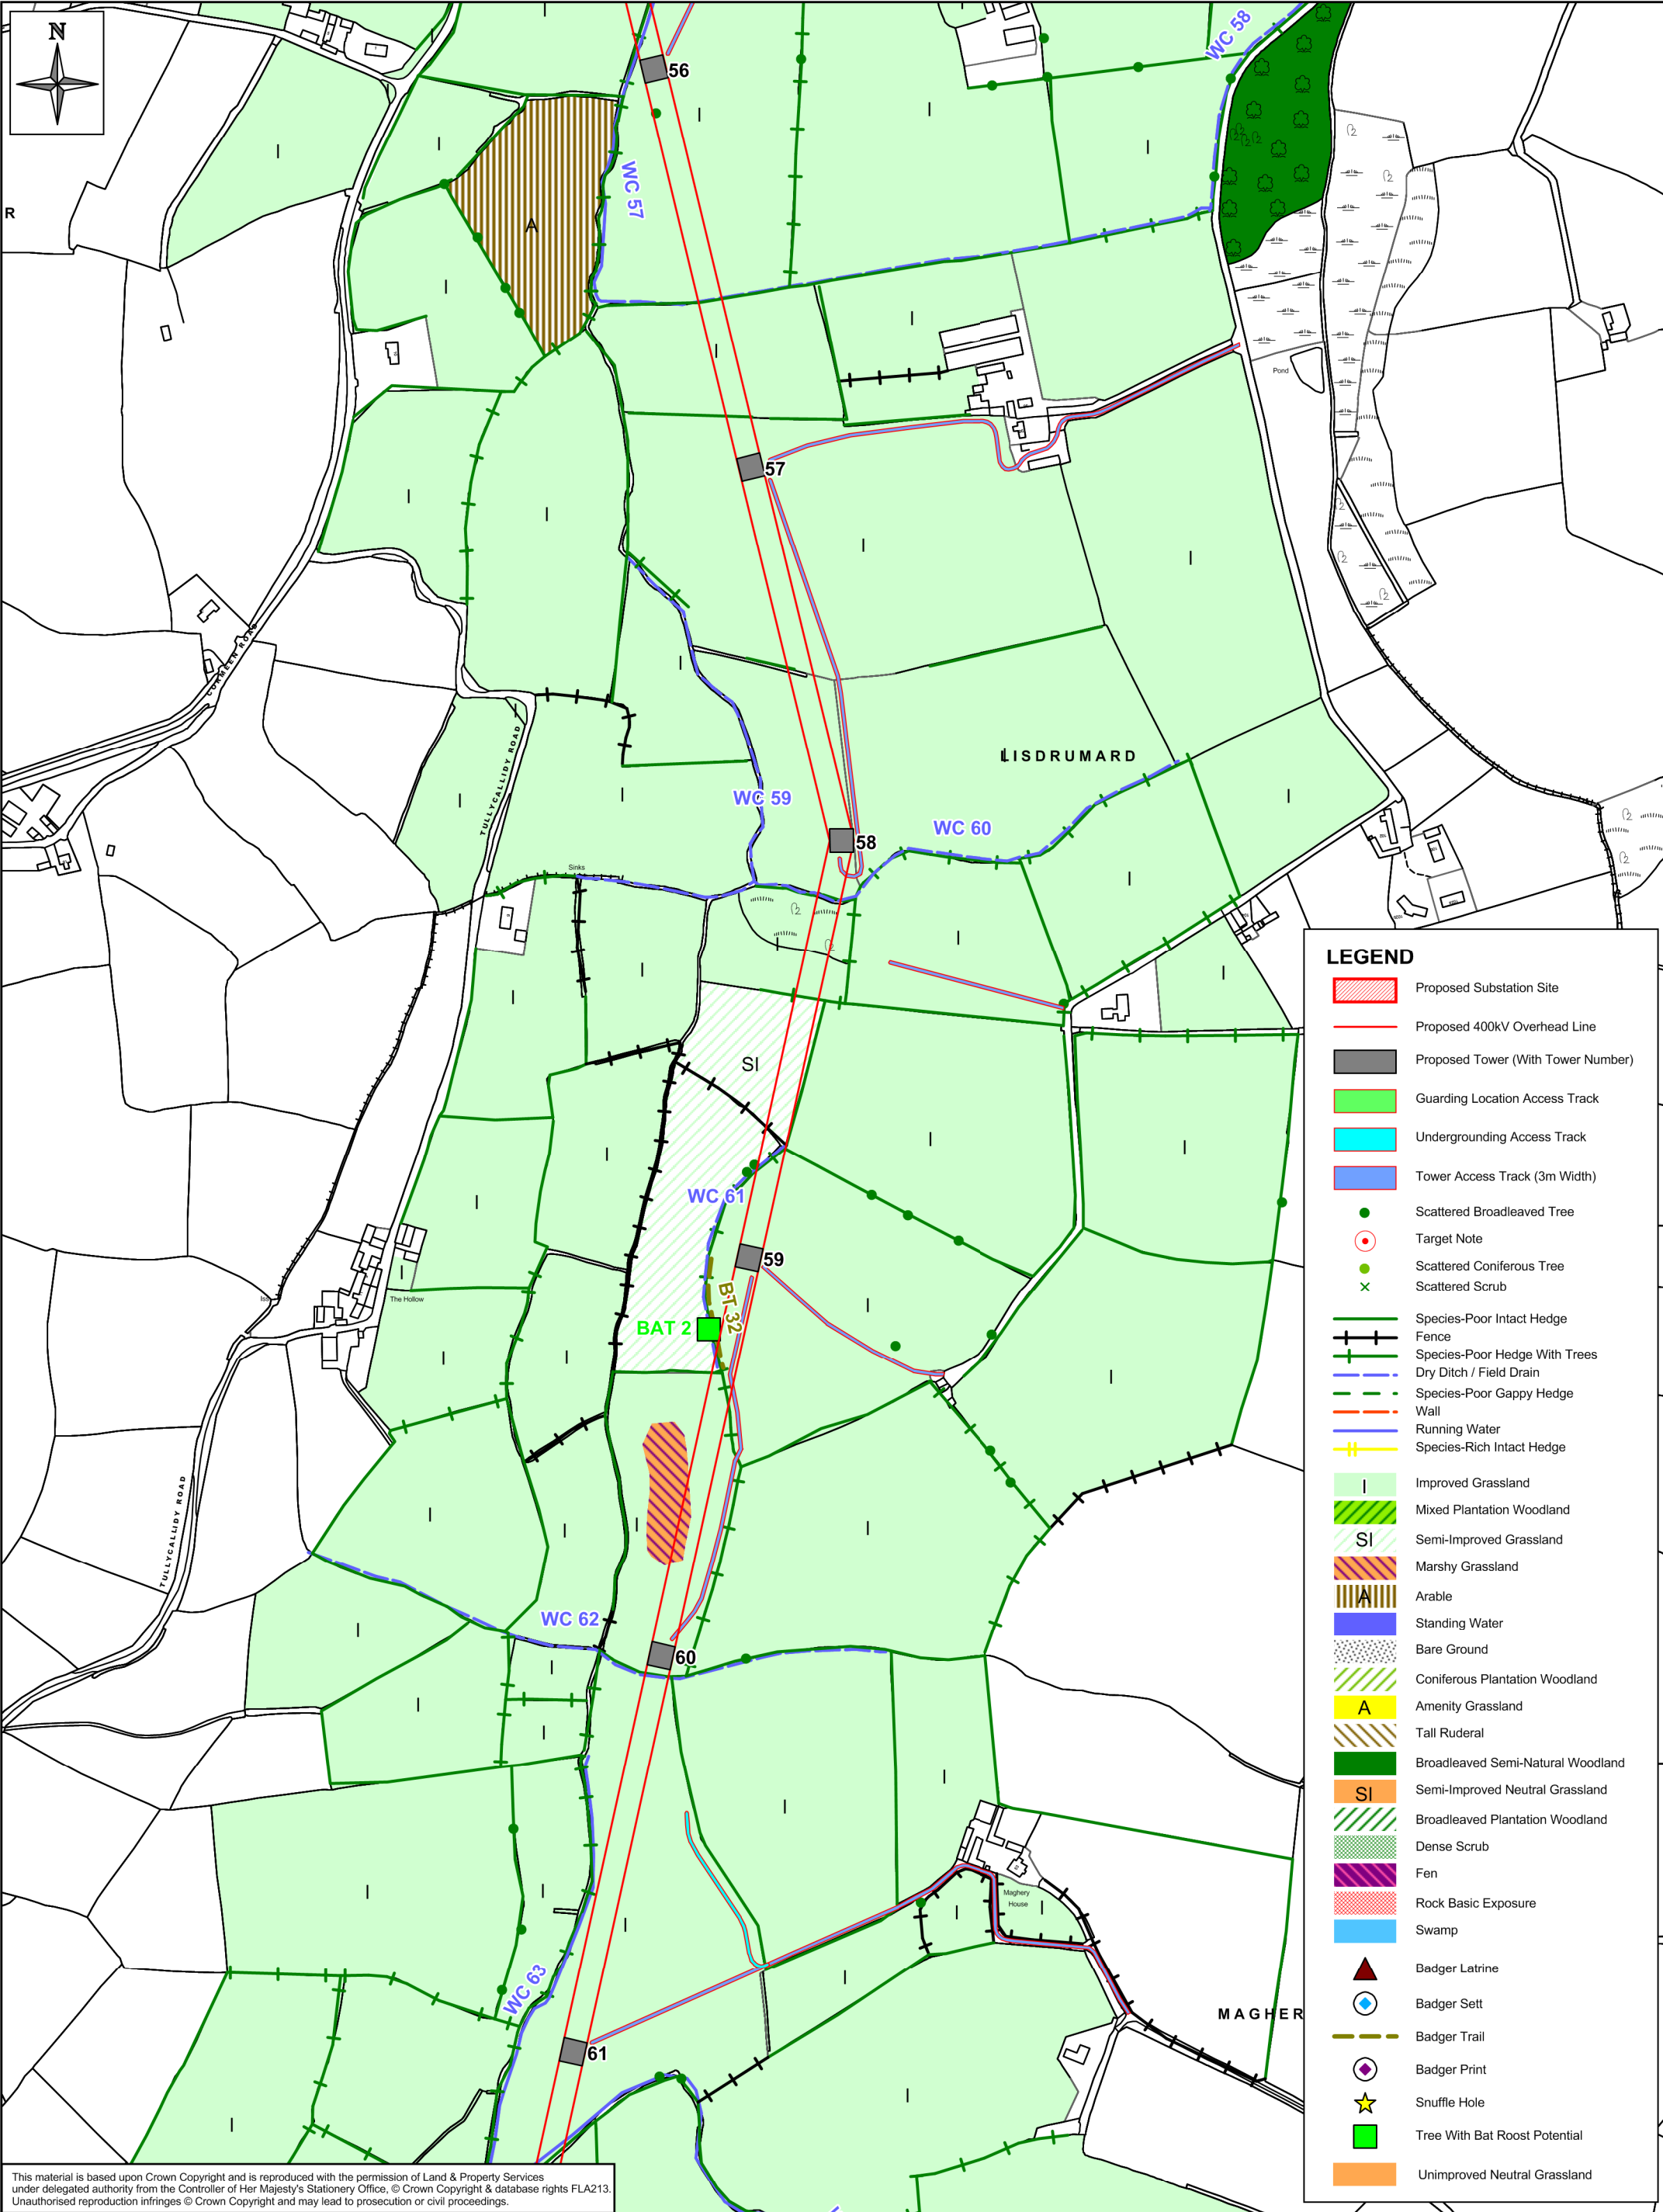 N
56
WC 58
I
I
I
I
I
I
R
WC 57
A
I
I
I
Pond
57
I
I
I
I
CORMEEN ROAD
I
TULLYCALLIDY ROAD
LISDRUMARD
I
I
WC 59
I
WC 60
58
Sinks
I
I
I
I
I
SI
I
I
I
WC 61
I
59
BT 32
The Hollow
I
BAT 2
I
I
I
I
I
I
I
TULLYCALLIDY ROAD
WC 62
I
60
I
I
I
I
I
I
I
I
Maghery
House
I
I
I
WC 63
MAGHER
61
I
I
LEGEND
Proposed Substation Site
Proposed 400kV Overhead Line
Proposed Tower (With Tower Number)
Guarding Location Access Track
Undergrounding Access Track
Tower Access Track (3m Width)
Scattered Broadleaved Tree
Target Note
Scattered Coniferous Tree
Scattered Scrub
Species-Poor Intact Hedge
Fence
Species-Poor Hedge With Trees
Dry Ditch / Field Drain
Species-Poor Gappy Hedge
Wall
Running Water
Species-Rich Intact Hedge
I Improved Grassland
Mixed Plantation Woodland
SI Semi-Improved Grassland
Marshy Grassland
A Arable
Standing Water
Bare Ground
Coniferous Plantation Woodland
A Amenity Grassland
Tall Ruderal
Broadleaved Semi-Natural Woodland
SI Semi-Improved Neutral Grassland
Broadleaved Plantation Woodland
Dense Scrub
Fen
Rock Basic Exposure
Swamp
Badger Latrine
Badger Sett
Badger Trail
Badger Print
Snuffle Hole
Tree With Bat Roost Potential
Unimproved Neutral Grassland
This material is based upon Crown Copyright and is reproduced with the permission of Land & Property Services
under delegated authority from the Controller of Her Majesty's Stationery Office, © Crown Copyright & database rights FLA213.
Unauthorised reproduction infringes © Crown Copyright and may lead to prosecution or civil proceedings.